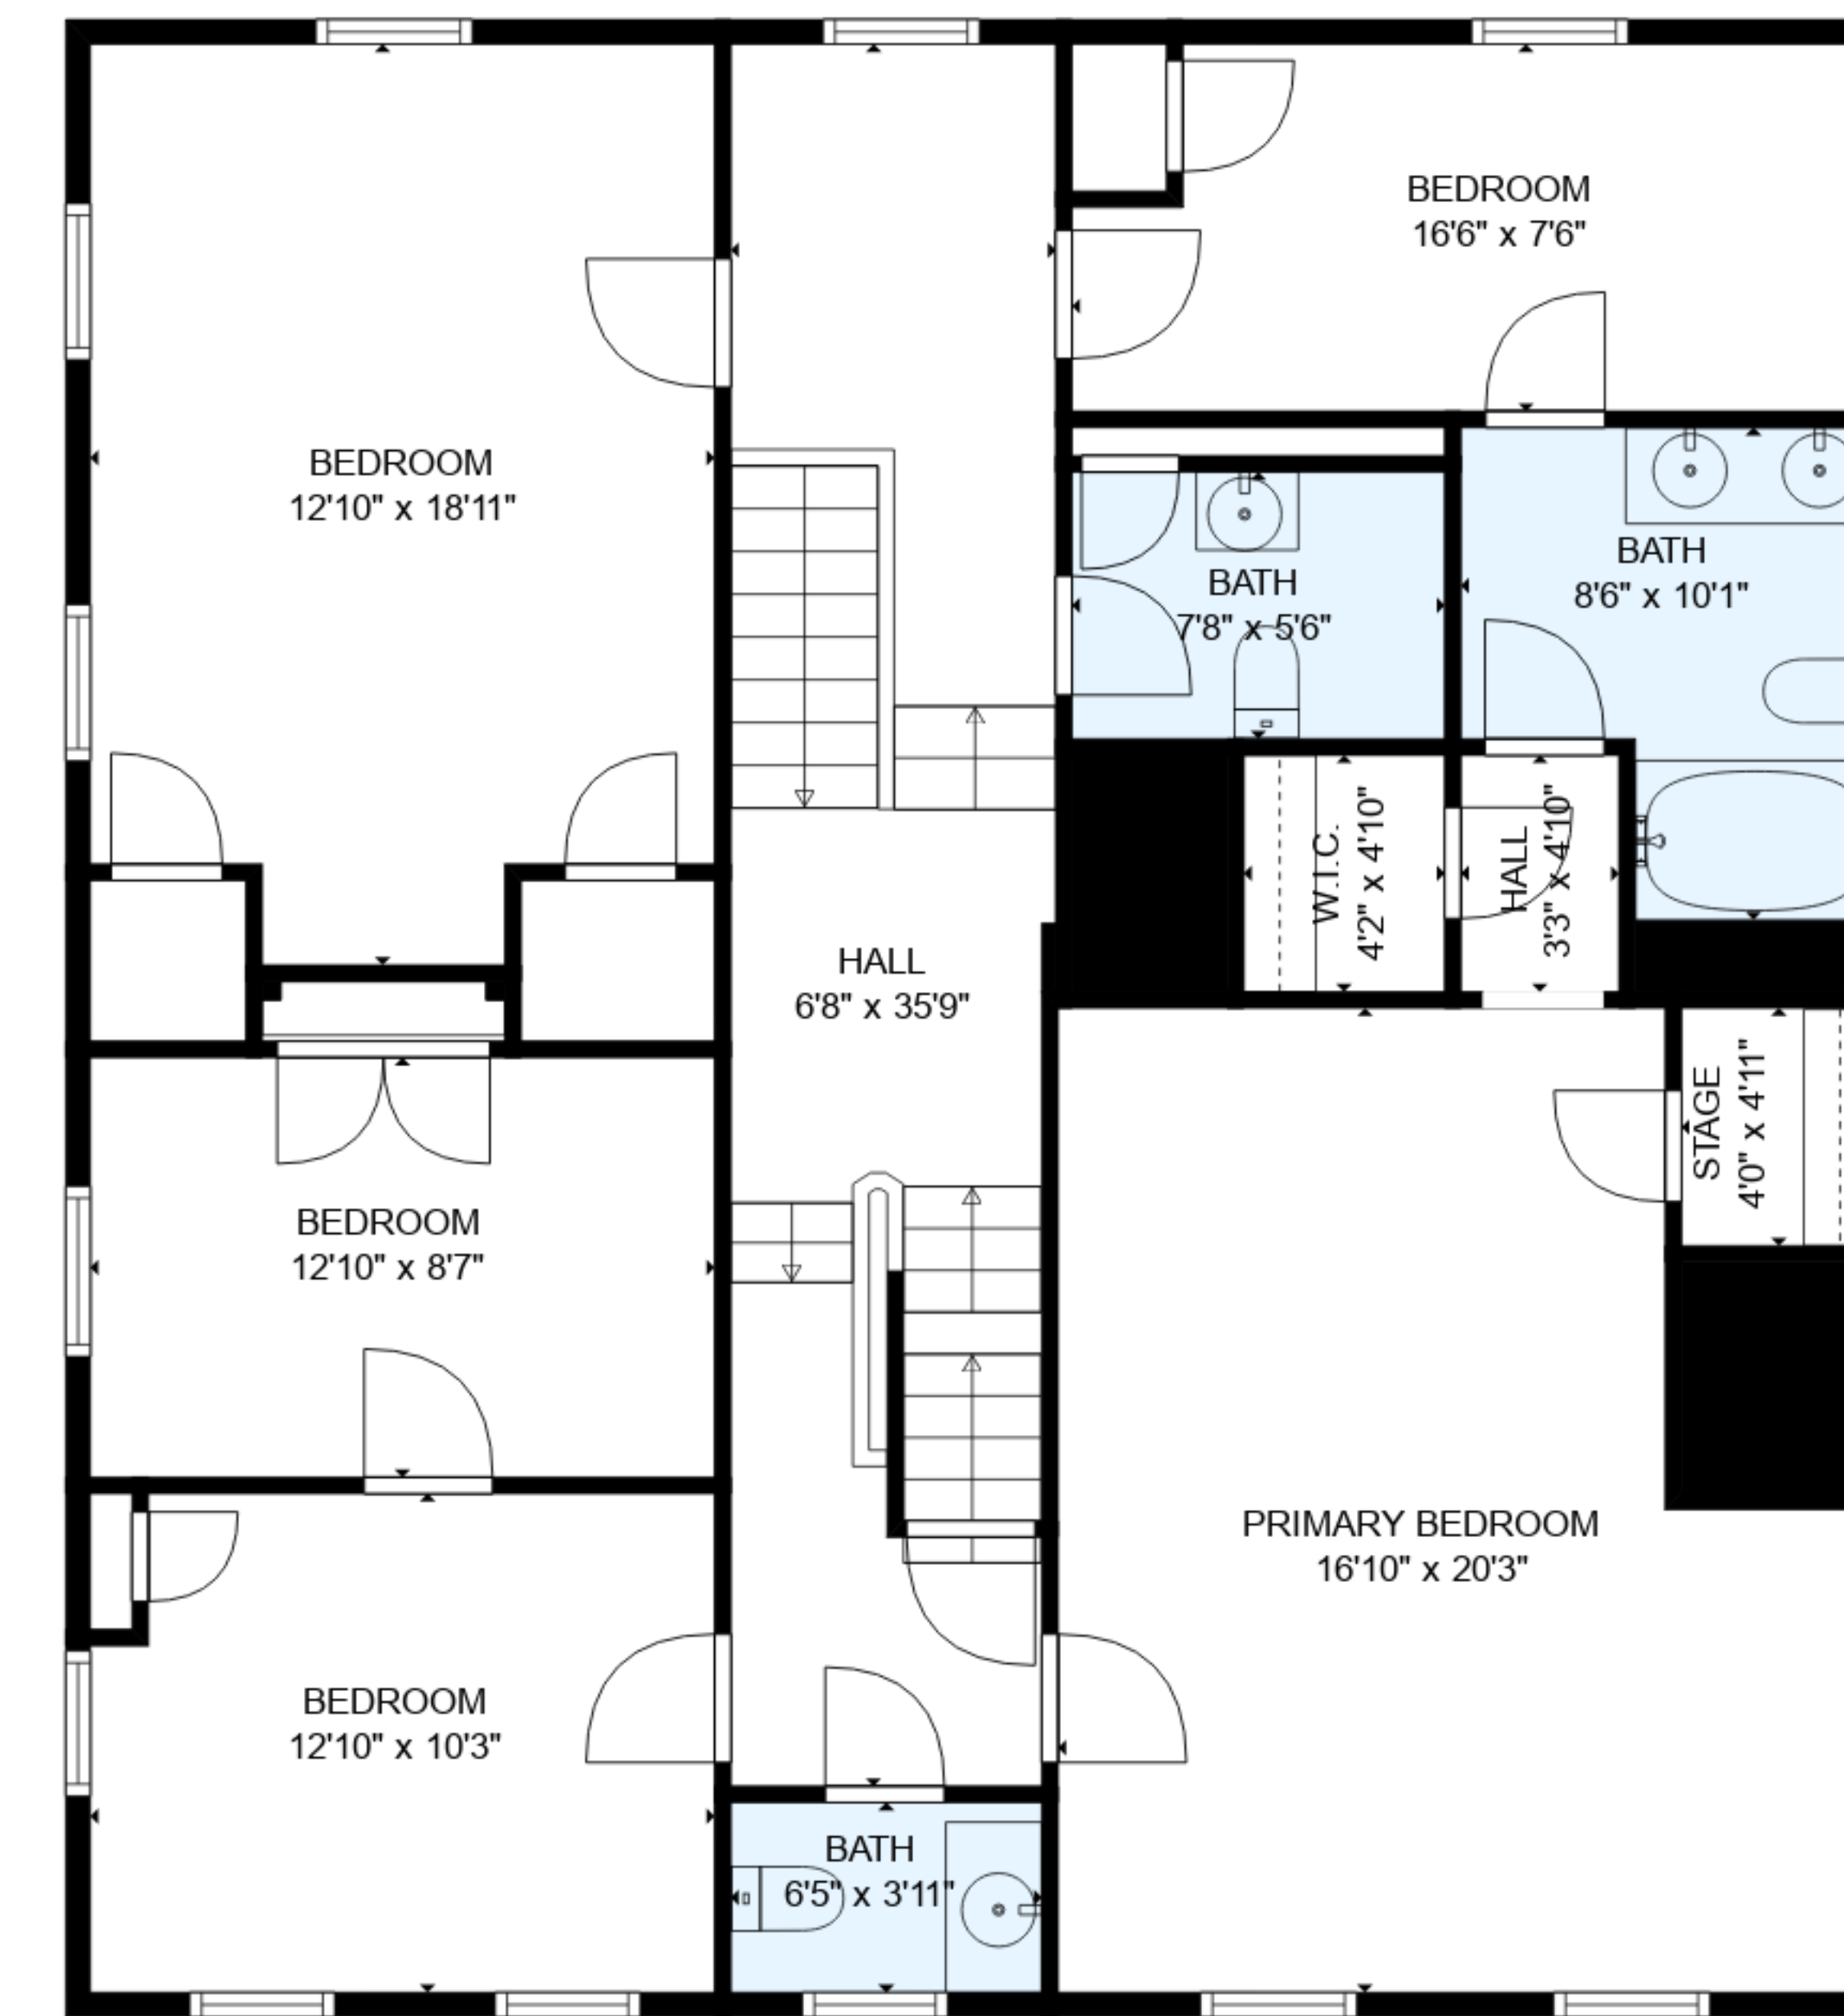 BEDROOM
16'6" x 7'6"
BEDROOM
12'10" x 18'11"
BATH
7'8" x 5'6"
BATH
8'6" x 10'1"
W.I.C.
4'2" x 4'10"
HALL
3'3" x 4'10"
HALL
6'8" x 35'9"
STAGE
4'0" x 4'11"
BEDROOM
12'10" x 8'7"
PRIMARY BEDROOM
16'10" x 20'3"
BEDROOM
12'10" x 10'3"
BATH
6'5" x 3'11"